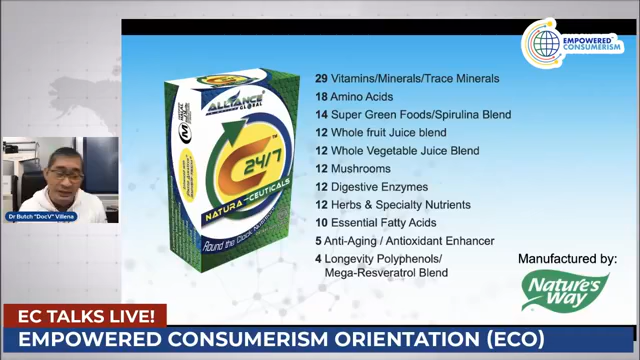 EMPOWERED
CONSUMERISM
29 Vitamins/Minerals/Trace Minerals
18 Amino Acids
14 Super Green Foods/Spirulina Blend
12 Whole fruit Juice blend
12 Whole Vegetable Juice Blend
12 Mushrooms
12 Digestive Enzymes
12 Herbs & Specialty Nutrients
10 Essential Fatty Acids
5 Anti-Aging / Antioxidant Enhancer
4 Longevity Polyphenols/
Mega-Resveratrol Blend
ALLIANCE
GLOBAL
C 24/7
NATURA-CEUTICALS
Round the Clock
Manufactured by:
Nature's
Way
Dr Butch "DocV" Villena
EC TALKS LIVE!
EMPOWERED CONSUMERISM ORIENTATION (ECO)